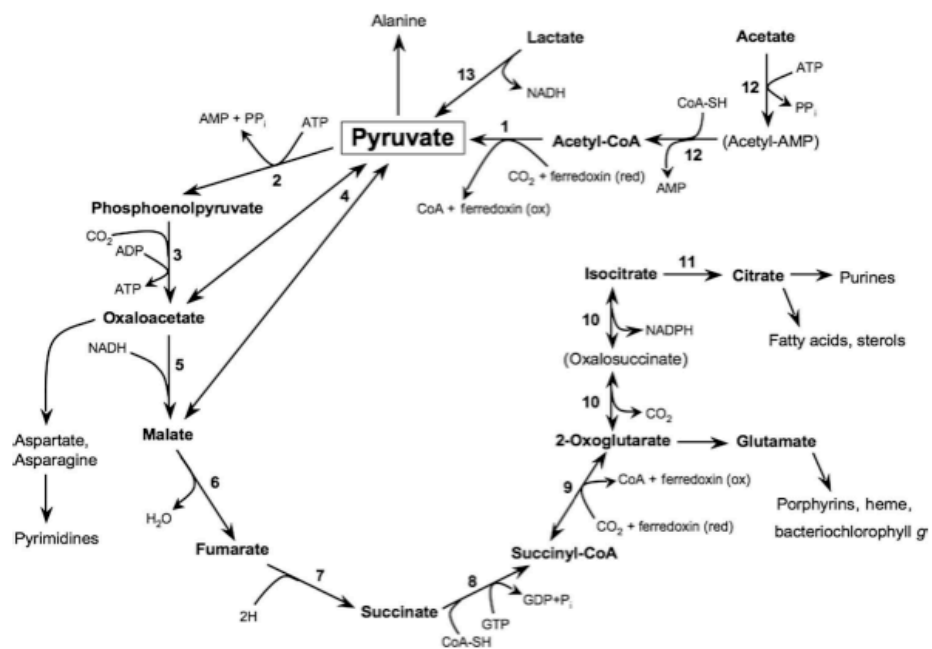 Alanine
Lactate
Acetate
13
NADH
12
ATP
PPi
CoA-SH
AMP + PPi
ATP
Pyruvate
1
Acetyl-CoA
(Acetyl-AMP)
12
AMP
CO2 + ferredoxin (red)
CoA + ferredoxin (ox)
2
4
Phosphoenolpyruvate
CO2
ADP
3
ATP
Oxaloacetate
NADH
5
Isocitrate
11
Citrate
Purines
10
NADPH
Fatty acids, sterols
(Oxalosuccinate)
10
CO2
Aspartate,
Asparagine
Malate
2-Oxoglutarate
Glutamate
6
H2O
9
CoA + ferredoxin (ox)
CO2 + ferredoxin (red)
Porphyrins, heme,
bacteriochlorophyll g
Pyrimidines
Fumarate
Succinyl-CoA
7
2H
Succinate
8
GDP+Pi
GTP
CoA-SH